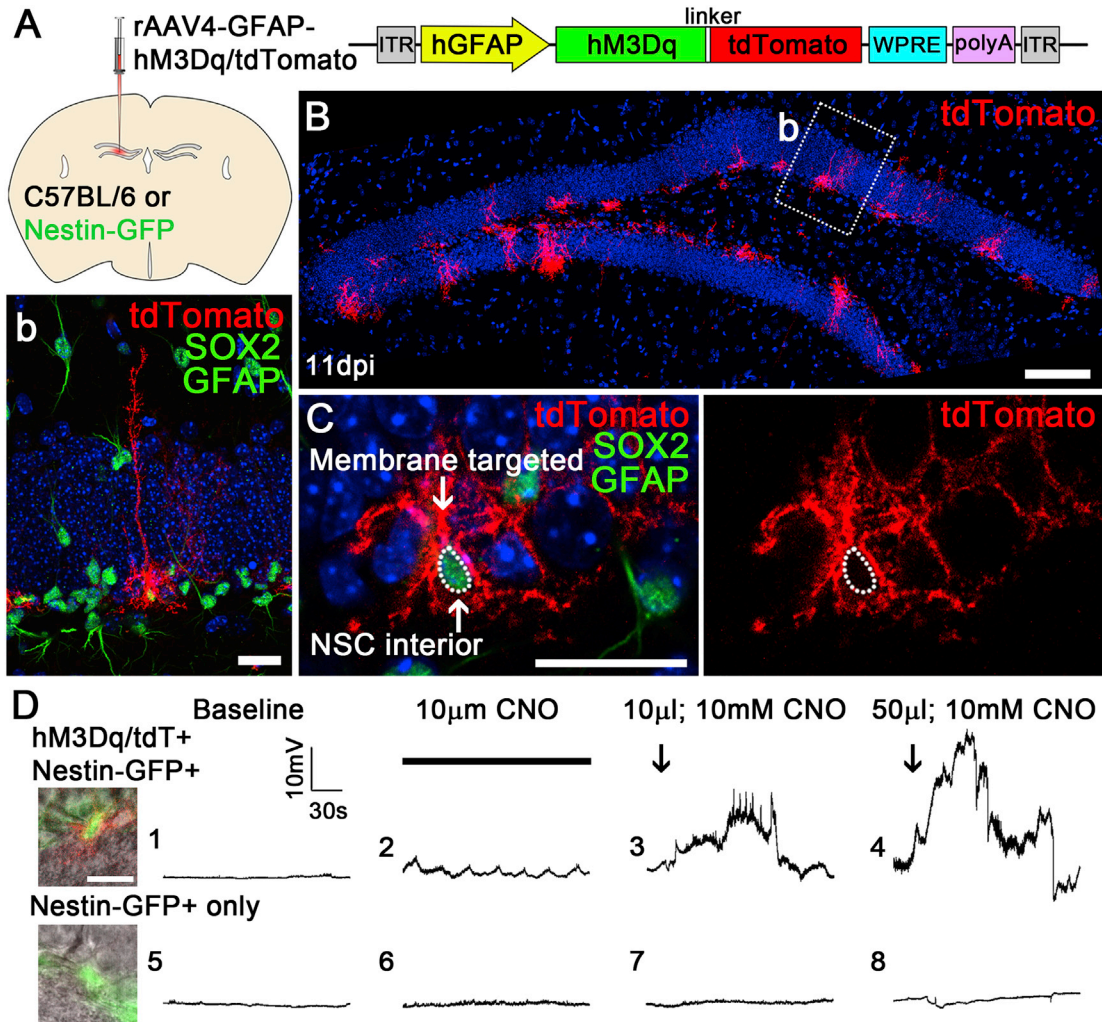 A
rAAV4-GFAP-
hM3Dq/tdTomato
linker
ITR hGFAP hM3Dq tdTomato WPRE polyA ITR
C57BL/6 or
Nestin-GFP
B
tdTomato
b
11dpi
b
tdTomato
SOX2
GFAP
C
tdTomato
SOX2
GFAP
Membrane targeted
NSC interior
tdTomato
D
Baseline
10μm CNO
10μl; 10mM CNO
50μl; 10mM CNO
hM3Dq/tdT+
Nestin-GFP+
10mV
30s
1
2
3
4
Nestin-GFP+ only
5
6
7
8